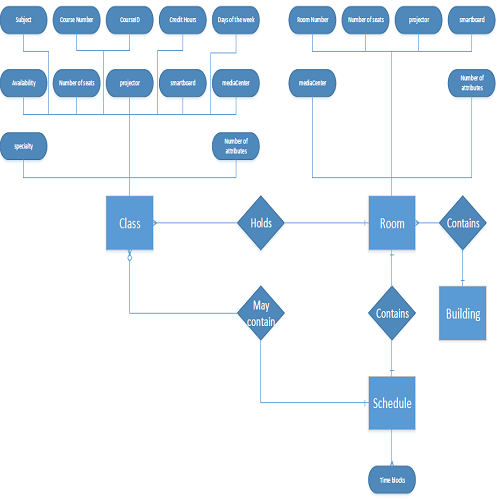 Subject
Course Number
CourseID
Credit Hours
Days of the week
Room Number
Number of seats
projector
smartboard
Availability
Number of seats
projector
smartboard
mediaCenter
mediaCenter
Number of
attributes
specialty
Number of
attributes
Class
Holds
Room
Contains
May
contain
Contains
Building
Schedule
Time blocks